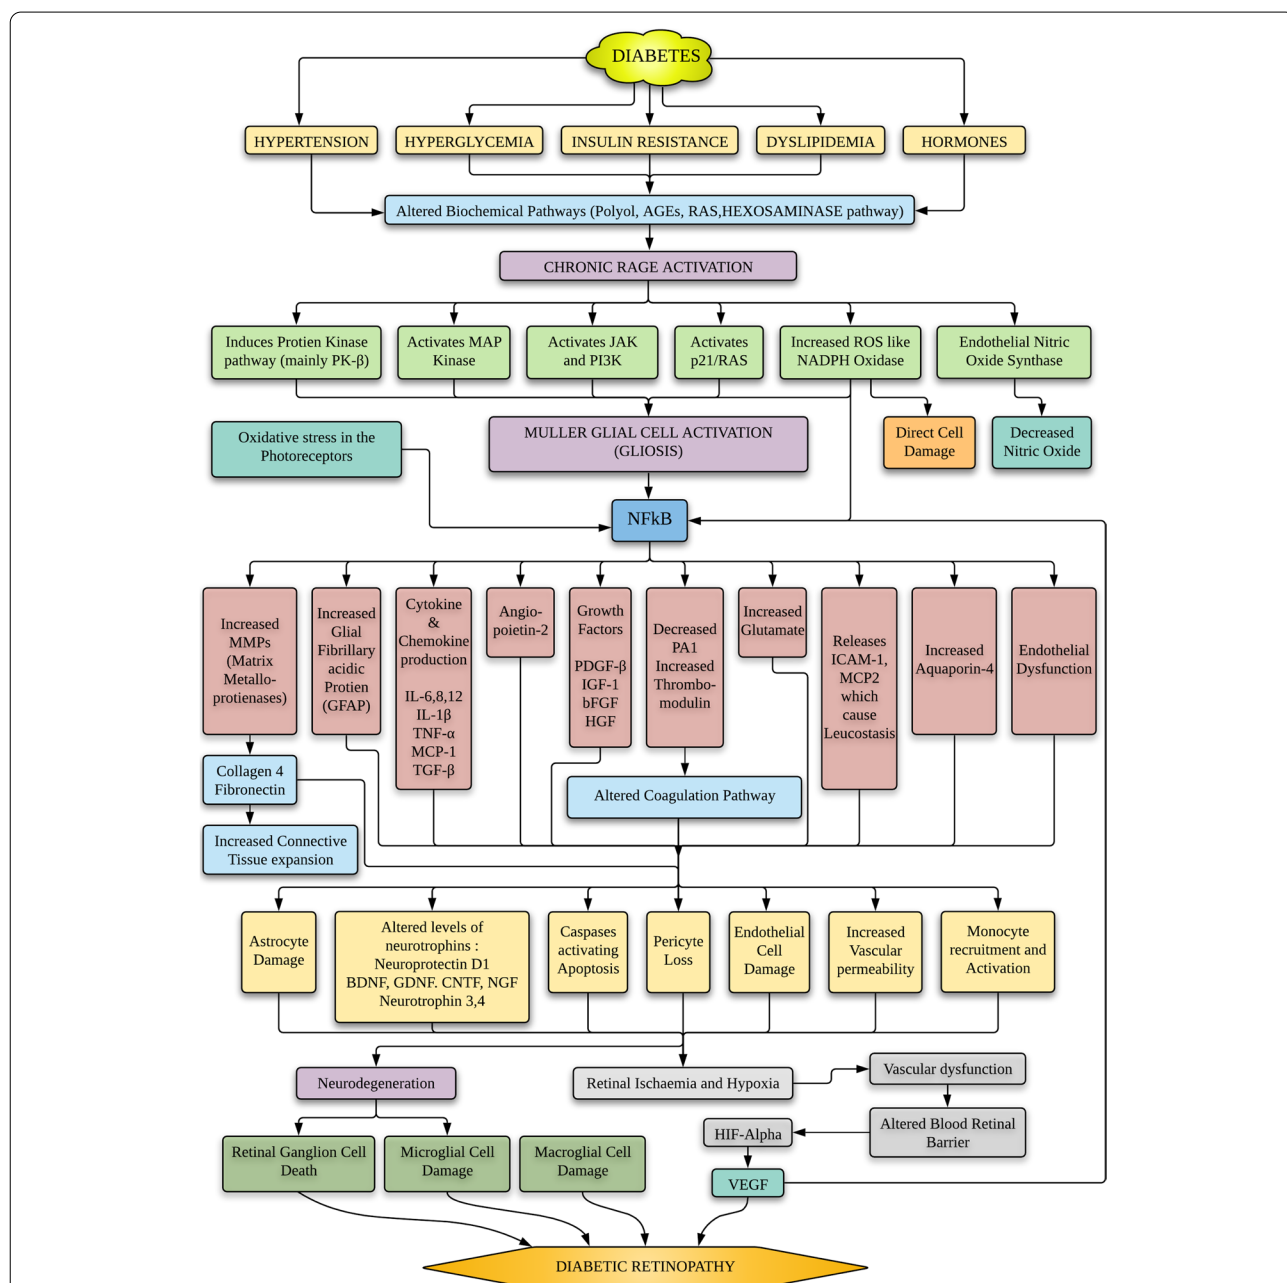 DIABETES
HYPERTENSION
HYPERGLYCEMIA
INSULIN RESISTANCE
DYSLIPIDEMIA
HORMONES
Altered Biochemical Pathways (Polyol, AGEs, RAS,HEXOSAMINASE pathway)
CHRONIC RAGE ACTIVATION
Induces Protien Kinase
pathway (mainly PK-β)
Activates MAP
Kinase
Activates JAK
and PI3K
Activates
p21/RAS
Increased ROS like
NADPH Oxidase
Endothelial Nitric
Oxide Synthase
Oxidative stress in the
Photoreceptors
MULLER GLIAL CELL ACTIVATION
(GLIOSIS)
Direct Cell
Damage
Decreased
Nitric Oxide
NFkB
Increased
MMPs
(Matrix
Metallo-
protienases)
Increased
Glial
Fibrillary
acidic
Protien
(GFAP)
Cytokine
&
Chemokine
production
IL-6,8,12
IL-1β
TNF-α
MCP-1
TGF-β
Angio-
poietin-2
Growth
Factors
PDGF-β
IGF-1
bFGF
HGF
Decreased
PA1
Increased
Thrombo-
modulin
Increased
Glutamate
Releases
ICAM-1,
MCP2
which
cause
Leucostasis
Increased
Aquaporin-4
Endothelial
Dysfunction
Collagen 4
Fibronectin
Altered Coagulation Pathway
Increased Connective
Tissue expansion
Astrocyte
Damage
Altered levels of
neurotrophins :
Neuroprotectin D1
BDNF, GDNF. CNTF, NGF
Neurotrophin 3,4
Caspases
activating
Apoptosis
Pericyte
Loss
Endothelial
Cell
Damage
Increased
Vascular
permeability
Monocyte
recruitment and
Activation
Neurodegeneration
Retinal Ischaemia and Hypoxia
Vascular dysfunction
HIF-Alpha
Altered Blood Retinal
Barrier
Retinal Ganglion Cell
Death
Microglial Cell
Damage
Macroglial Cell
Damage
VEGF
DIABETIC RETINOPATHY